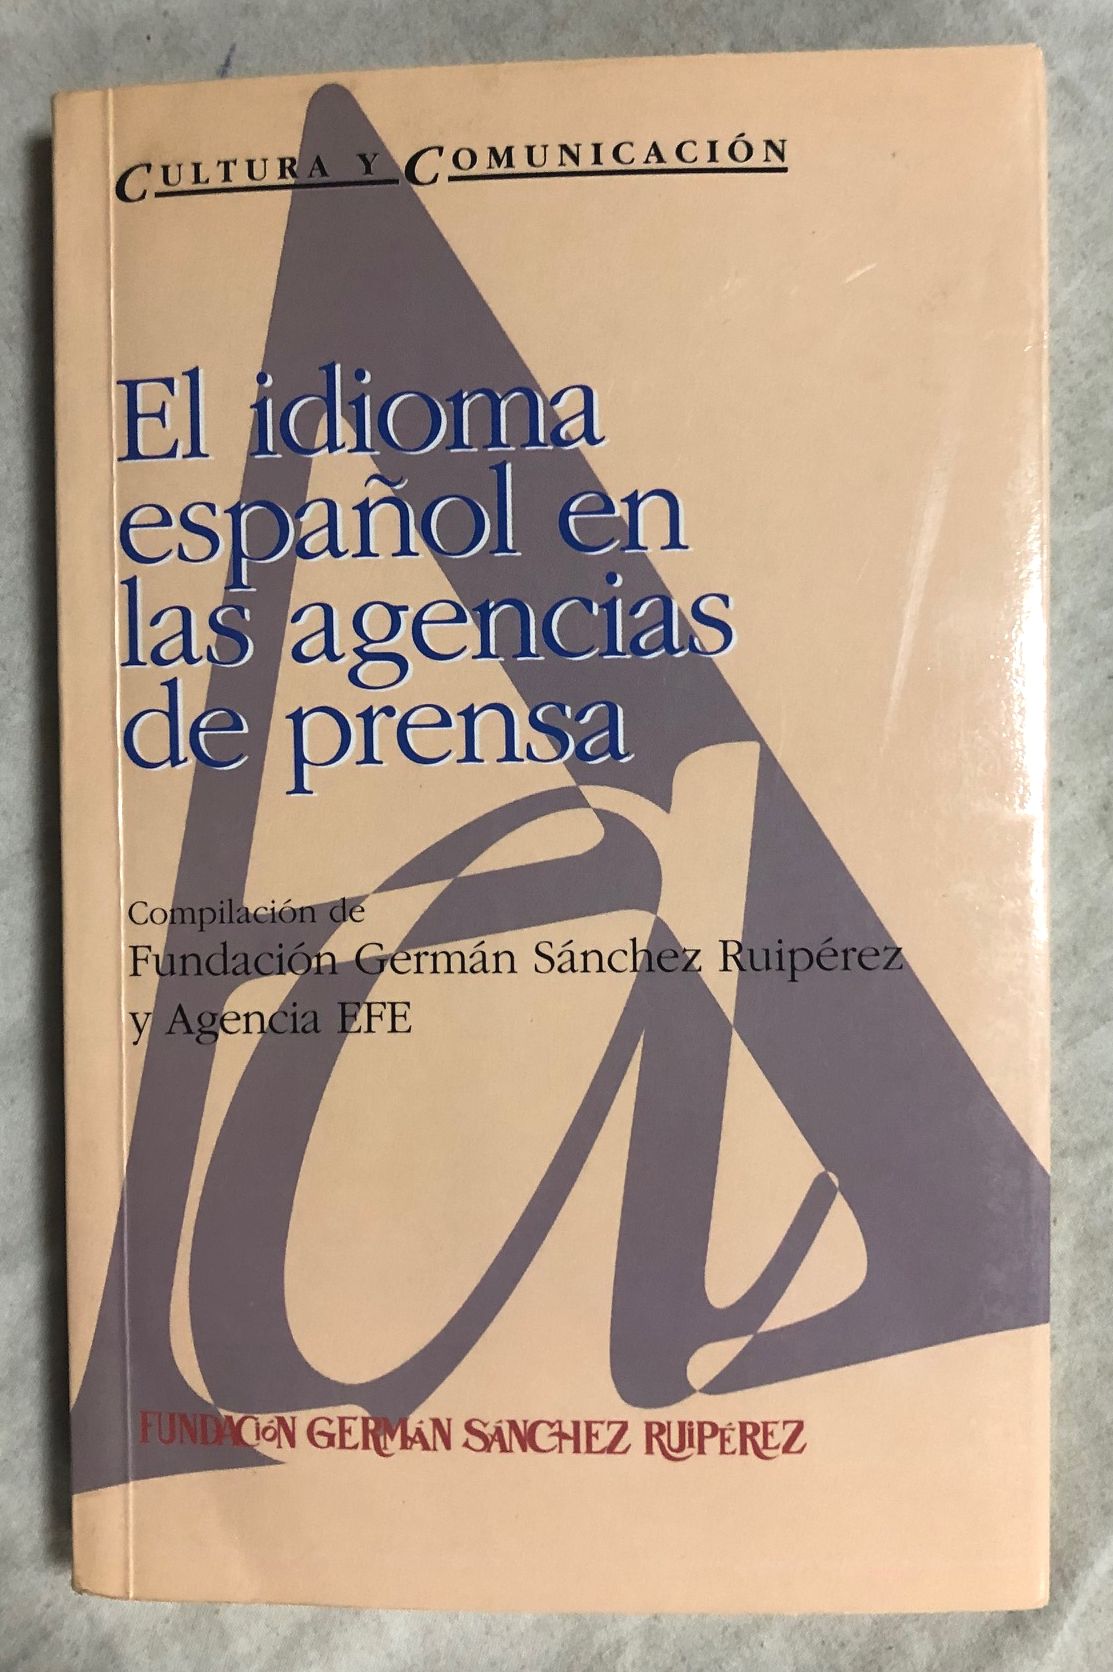 CULTURA Y COMUNICACIÓN
El idioma
español en
las agencias
de prensa
Compilación de
Fundación Germán Sánchez Ruipérez
y Agencia EFE
FUNDACIÓN GERMÁN SÁNCHEZ RUIPÉREZ